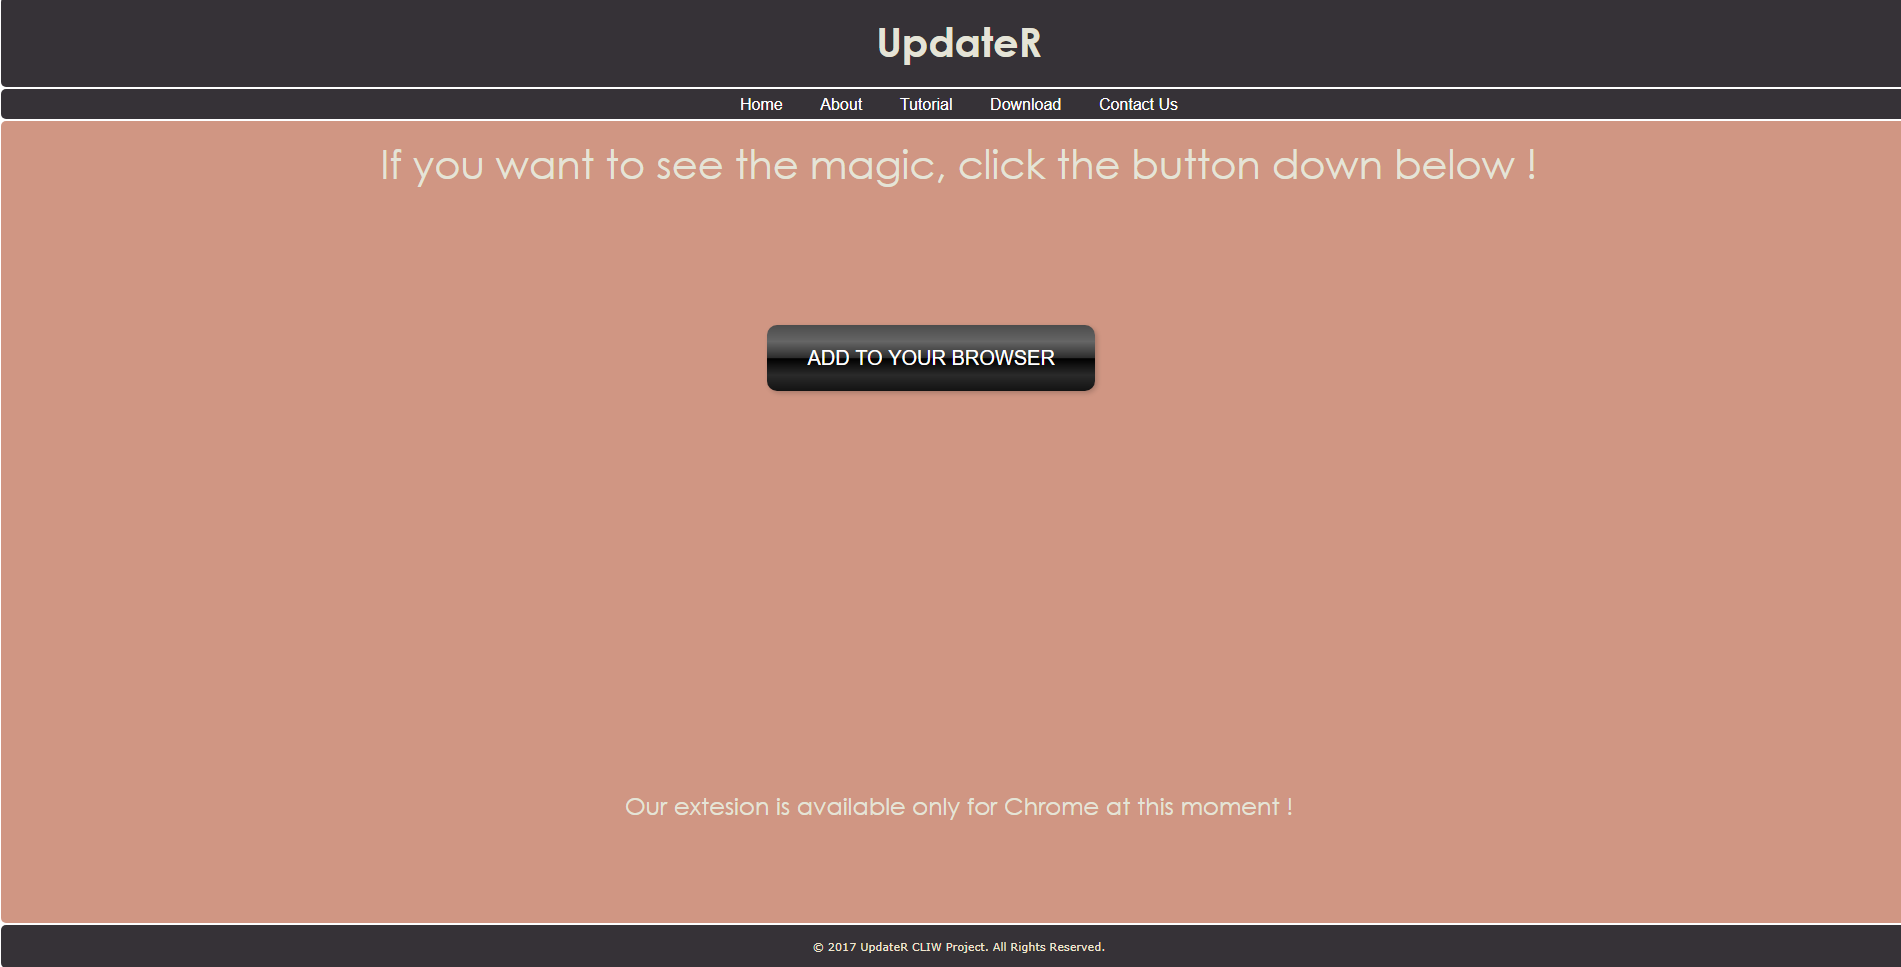 UpdateR
Home About Tutorial Download Contact Us
If you want to see the magic, click the button down below !
ADD TO YOUR BROWSER
Our extesion is available only for Chrome at this moment !
© 2017 UpdateR CLIW Project. All Rights Reserved.